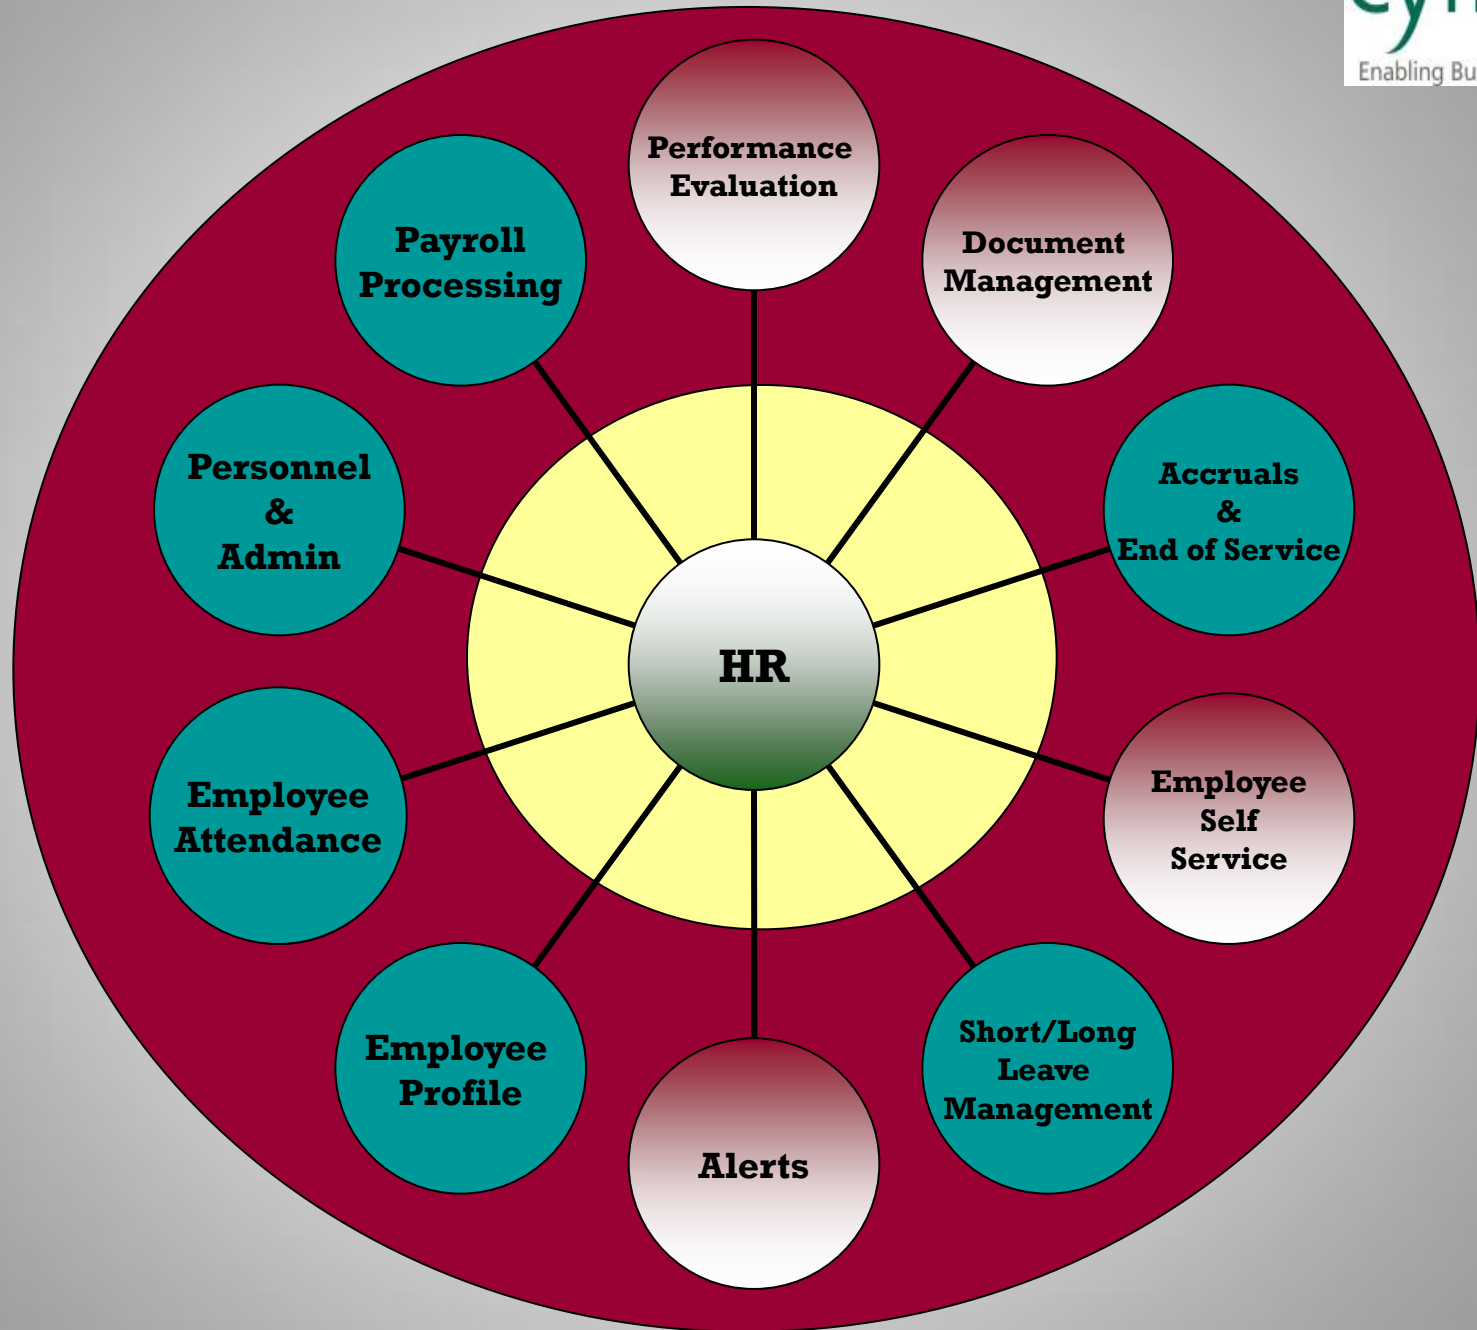 Enabling
Performance
Evaluation
Document
Management
Accruals
&
End of Service
Employee
Self
Service
Short/Long
Leave
Management
Alerts
Employee
Profile
Employee
Attendance
Personnel
&
Admin
Payroll
Processing
HR